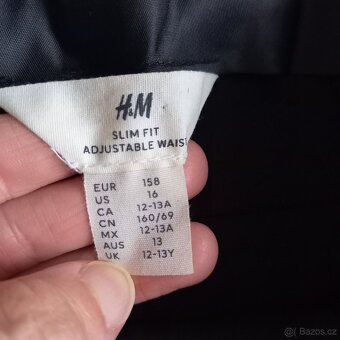 H&M
SLIM FIT
ADJUSTABLE WAIST
EUR 158
US 16
CA 12-13A
CN 160/69
MX 12-13A
AUS 13
UK 12-13Y
© Bazos.cz